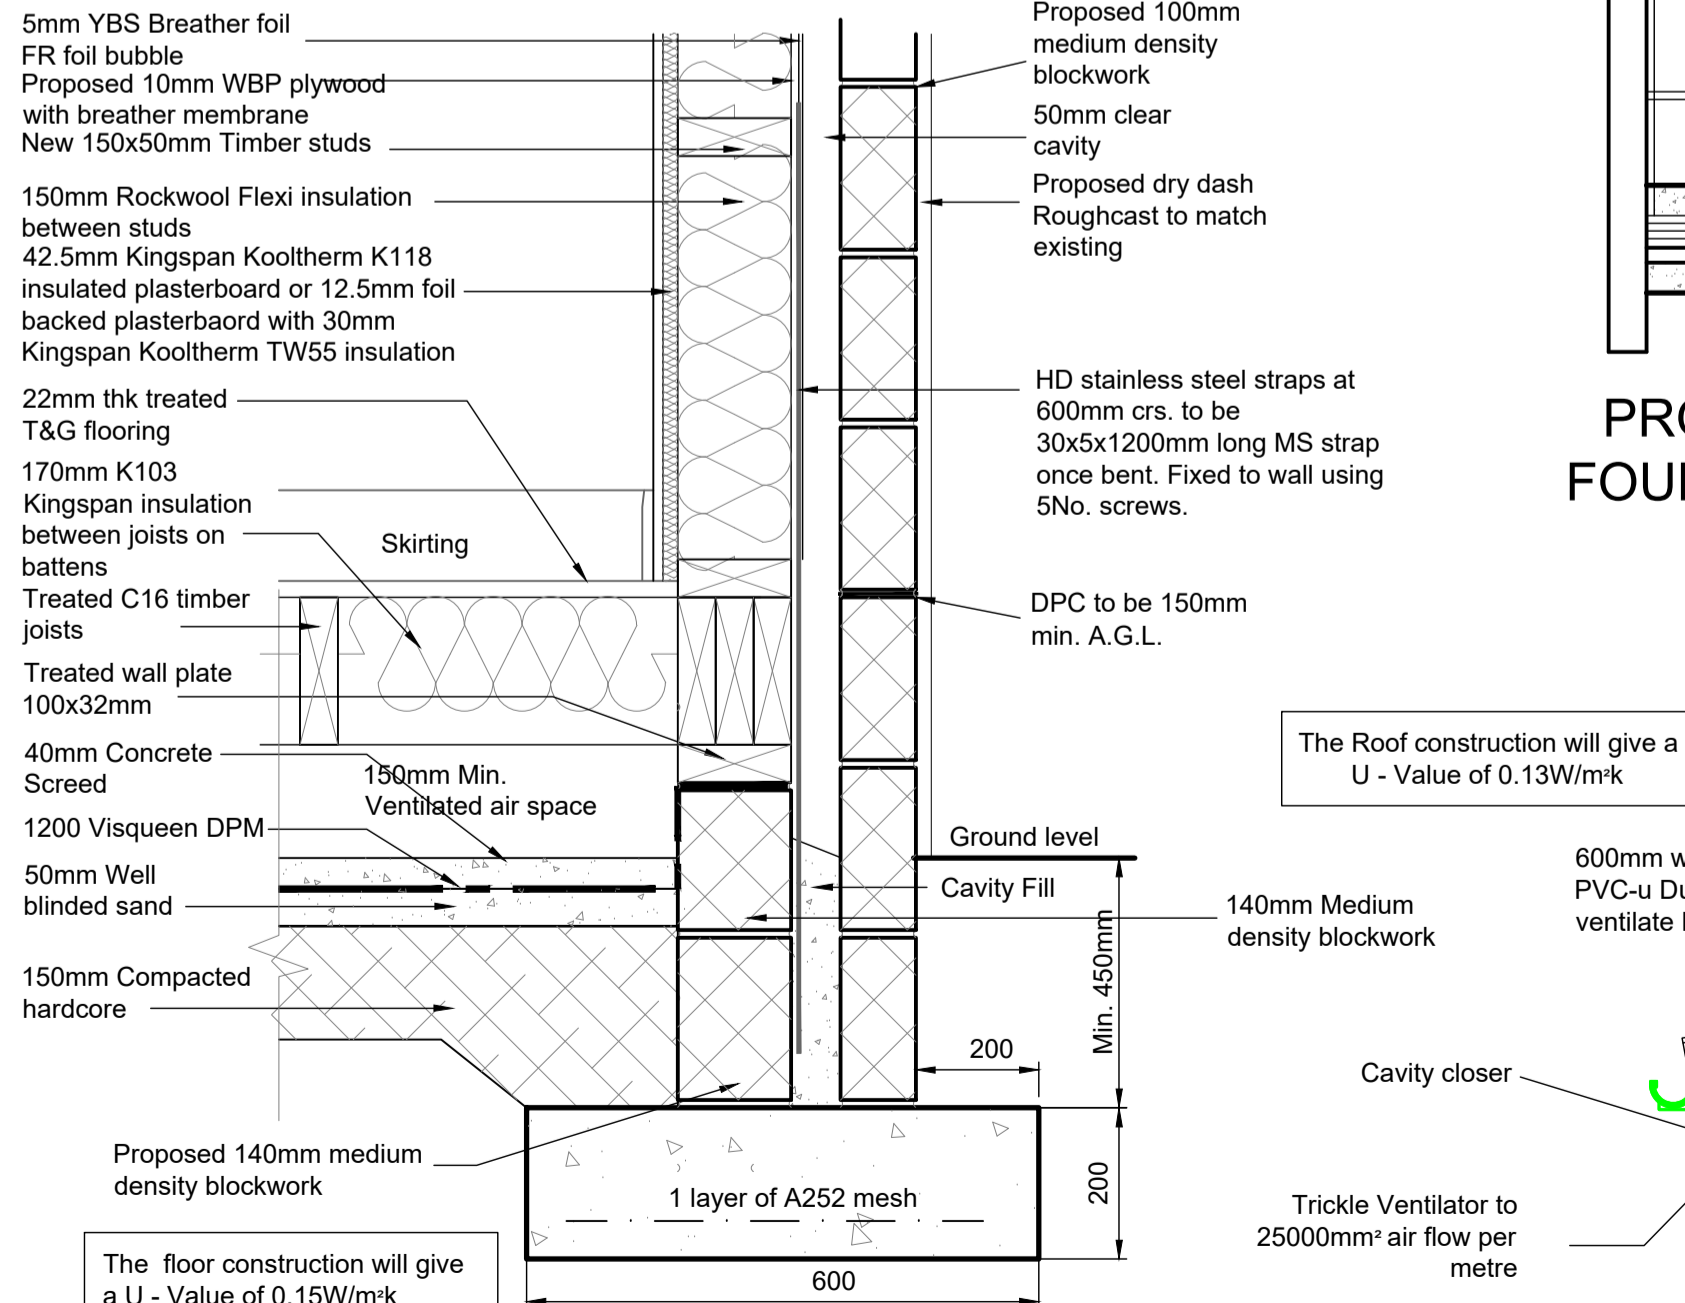 5mm YBS Breather foil
FR foil bubble
Proposed 10mm WBP plywood
with breather membrane
New 150x50mm Timber studs
150mm Rockwool Flexi insulation
between studs
42.5mm Kingspan Kooltherm K118
insulated plasterboard or 12.5mm foil
backed plasterbaord with 30mm
Kingspan Kooltherm TW55 insulation
22mm thk treated
T&G flooring
170mm K103
Kingspan insulation
between joists on
battens
Skirting
Treated C16 timber
joists
Treated wall plate
100x32mm
40mm Concrete
Screed
150mm Min.
Ventilated air space
1200 Visqueen DPM
50mm Well
blinded sand
150mm Compacted
hardcore
Proposed 140mm medium
density blockwork
The floor construction will give
a U - Value of 0.15W/m²k
1 layer of A252 mesh
600
200
200
Min. 450mm
Proposed 100mm
medium density
blockwork
50mm clear
cavity
Proposed dry dash
Roughcast to match
existing
HD stainless steel straps at
600mm crs. to be
30x5x1200mm long MS strap
once bent. Fixed to wall using
5No. screws.
DPC to be 150mm
min. A.G.L.
Ground level
Cavity Fill
140mm Medium
density blockwork
PRO
FOU
The Roof construction will give a
U - Value of 0.13W/m²k
600mm w
PVC-u Du
ventilate
Cavity closer
Trickle Ventilator to
25000mm² air flow per
metre